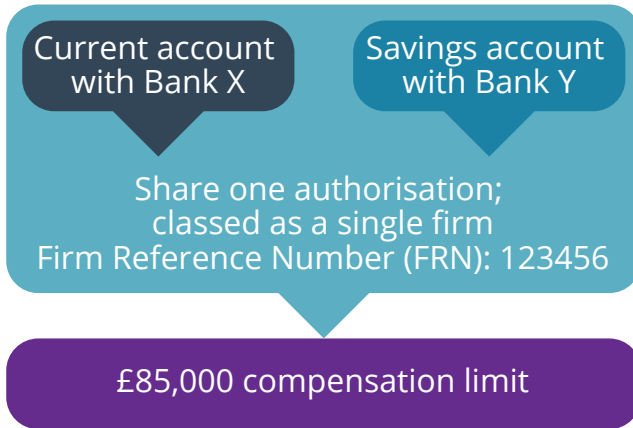 Current account
with Bank X
Savings account
with Bank Y
Share one authorisation;
classed as a single firm
Firm Reference Number (FRN): 123456
£85,000 compensation limit